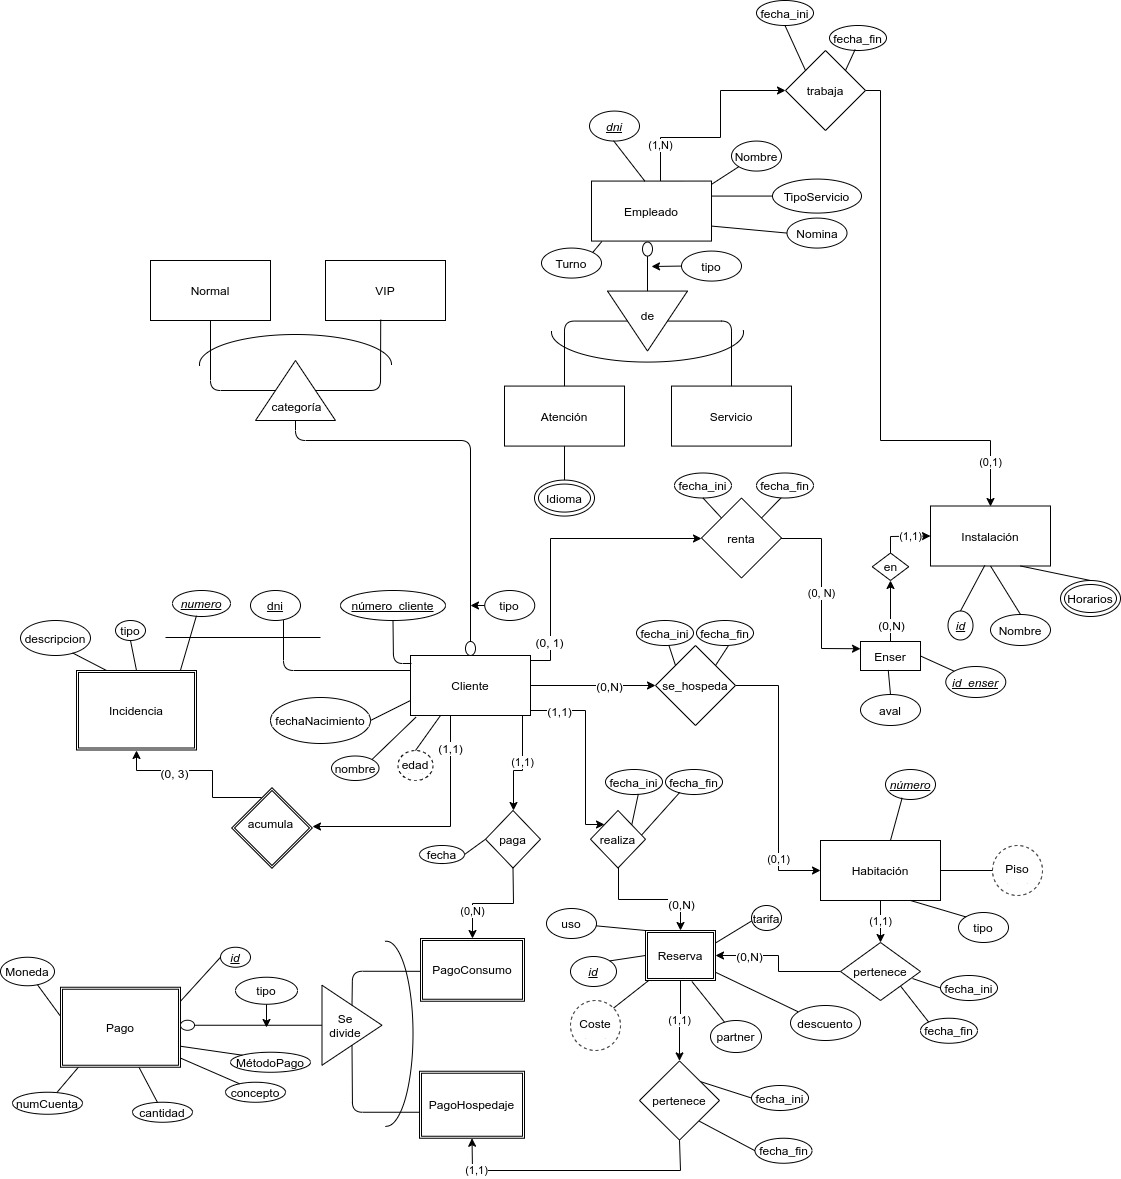 fecha_ini
fecha_fin
trabaja
dni
(1,N)
Nombre
TipoServicio
Empleado
Nomina
Turno
tipo
Normal
VIP
de
categoría
Atención
Servicio
(0,1)
Idioma
fecha_ini
fecha_fin
renta
(1,1)
Instalación
en
numero
dni
número_cliente
tipo
(0, N)
Horarios
descripcion
tipo
(0, 1)
fecha_ini
fecha_fin
(0,N)
id
Nombre
Enser
Cliente
(0,N)
se_hospeda
id_enser
Incidencia
fechaNacimiento
(1,1)
aval
nombre
edad
(1,1)
(1,1)
(0, 3)
fecha_ini
fecha_fin
número
acumula
paga
realiza
fecha
(0,1)
Habitación
Piso
(0,N)
(0,N)
uso
tarifa
(1,1)
tipo
id
Moneda
PagoConsumo
id
Reserva
(0,N)
pertenece
tipo
fecha_ini
Pago
Se
divide
Coste
(1,1)
partner
descuento
fecha_fin
MétodoPago
concepto
numCuenta
cantidad
PagoHospedaje
pertenece
fecha_ini
fecha_fin
(1,1)